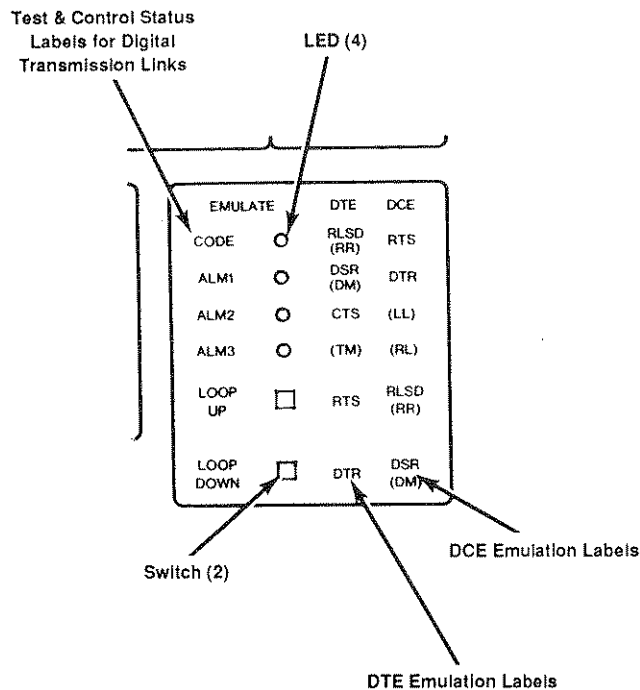 Test & Control Status
Labels for Digital
Transmission Links
LED (4)
EMULATE DTE DCE
CODE RLSD (RR) RTS
ALM1 DSR (DM) DTR
ALM2 CTS (LL)
ALM3 (TM) (RL)
LOOP UP RTS RLSD (RR)
LOOP DOWN DTR DSR (DM)
DCE Emulation Labels
Switch (2)
DTE Emulation Labels